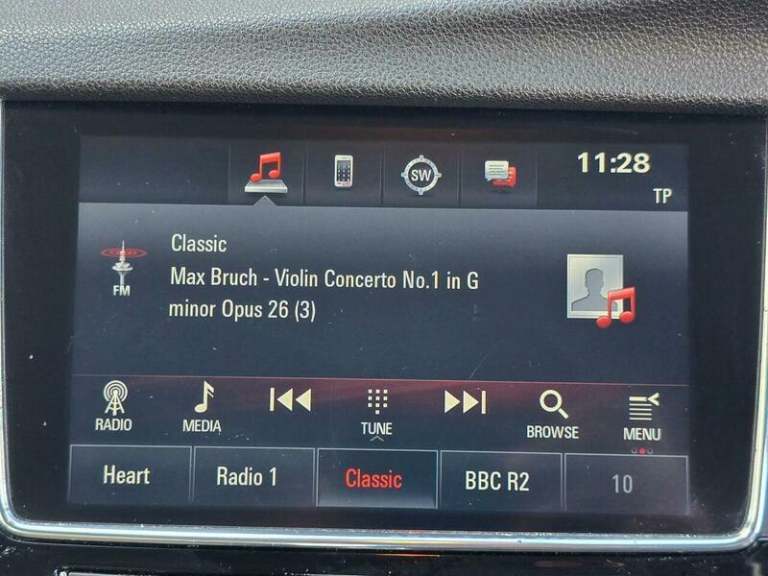 11:28
SW
TP
Classic
FM
Max Bruch - Violin Concerto No.1 in G
minor Opus 26 (3)
RADIO
MEDIA
TUNE
BROWSE
MENU
Heart
Radio 1
Classic
BBC R2
10